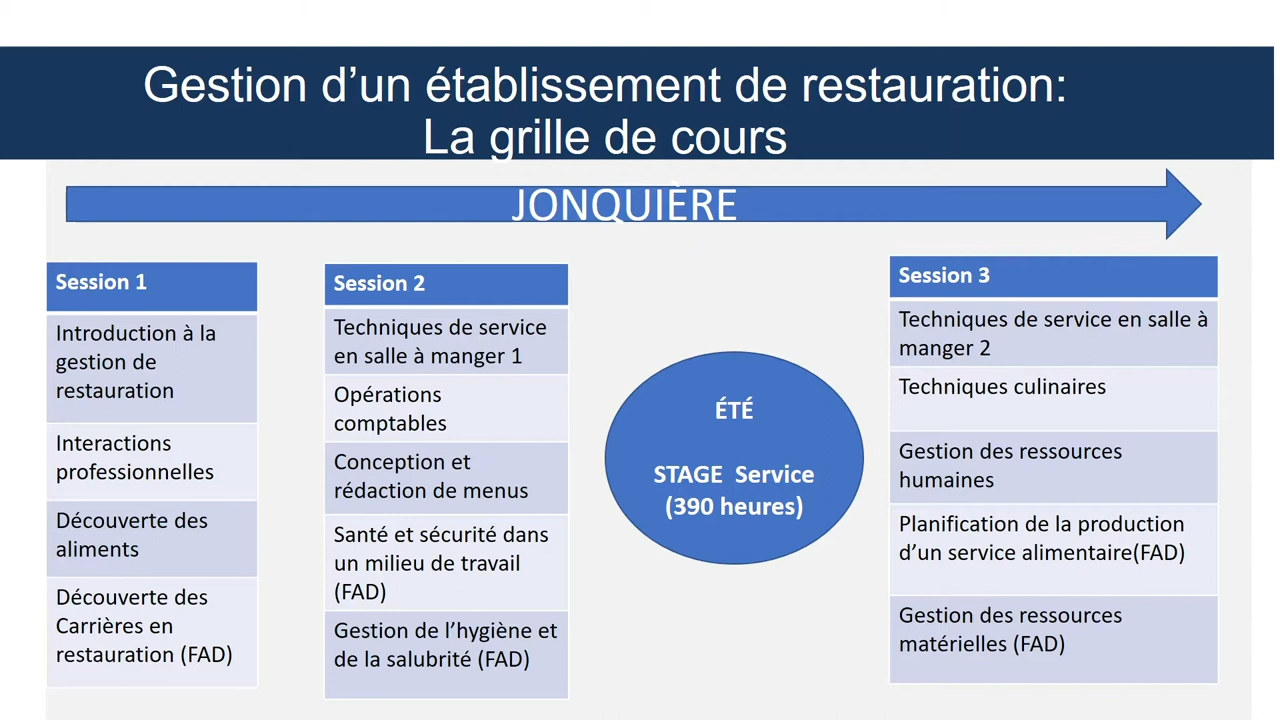 Gestion d’un établissement de restauration:
La grille de cours
JONQUIÈRE
Session 1
Introduction à la
gestion de
restauration
Interactions
professionnelles
Découverte des
aliments
Découverte des
Carrières en
restauration (FAD)
Session 2
Techniques de service
en salle à manger 1
Opérations
comptables
Conception et
rédaction de menus
Santé et sécurité dans
un milieu de travail
(FAD)
Gestion de l’hygiène et
de la salubrité (FAD)
ÉTÉ
STAGE Service
(390 heures)
Session 3
Techniques de service en salle à
manger 2
Techniques culinaires
Gestion des ressources
humaines
Planification de la production
d’un service alimentaire(FAD)
Gestion des ressources
matérielles (FAD)